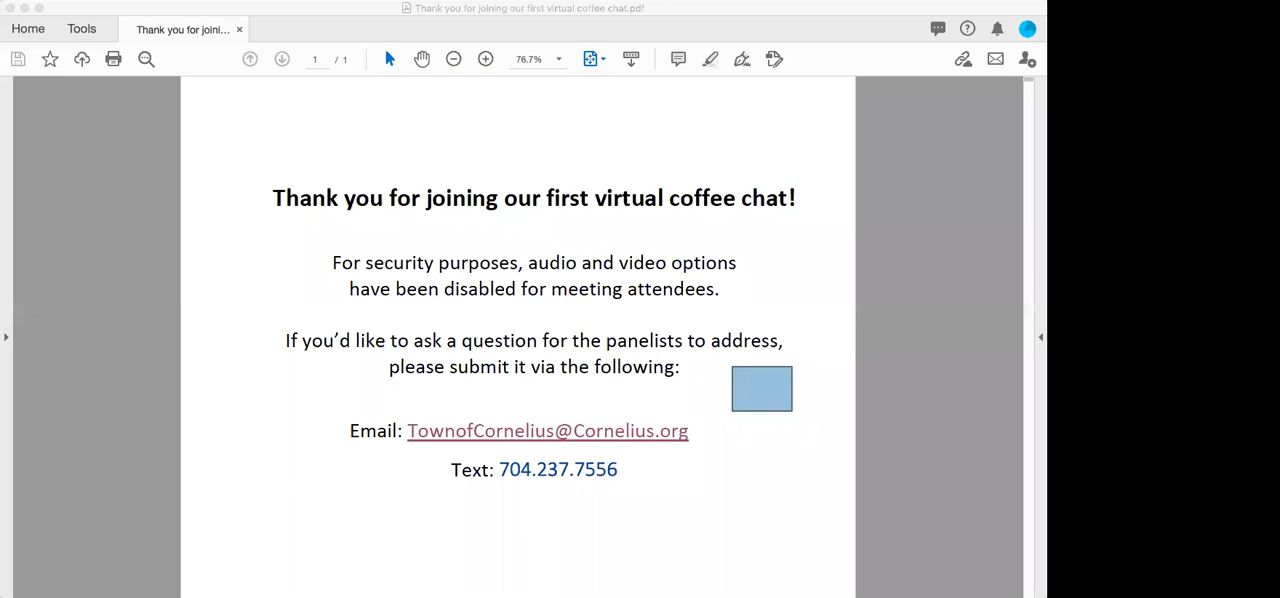 Thank you for joining our first virtual coffee chat.pdf
Home Tools Thank you for joini... ×
1 / 1 76.7%
Thank you for joining our first virtual coffee chat!
For security purposes, audio and video options
have been disabled for meeting attendees.
If you’d like to ask a question for the panelists to address,
please submit it via the following:
Email: TownofCornelius@Cornelius.org
Text: 704.237.7556